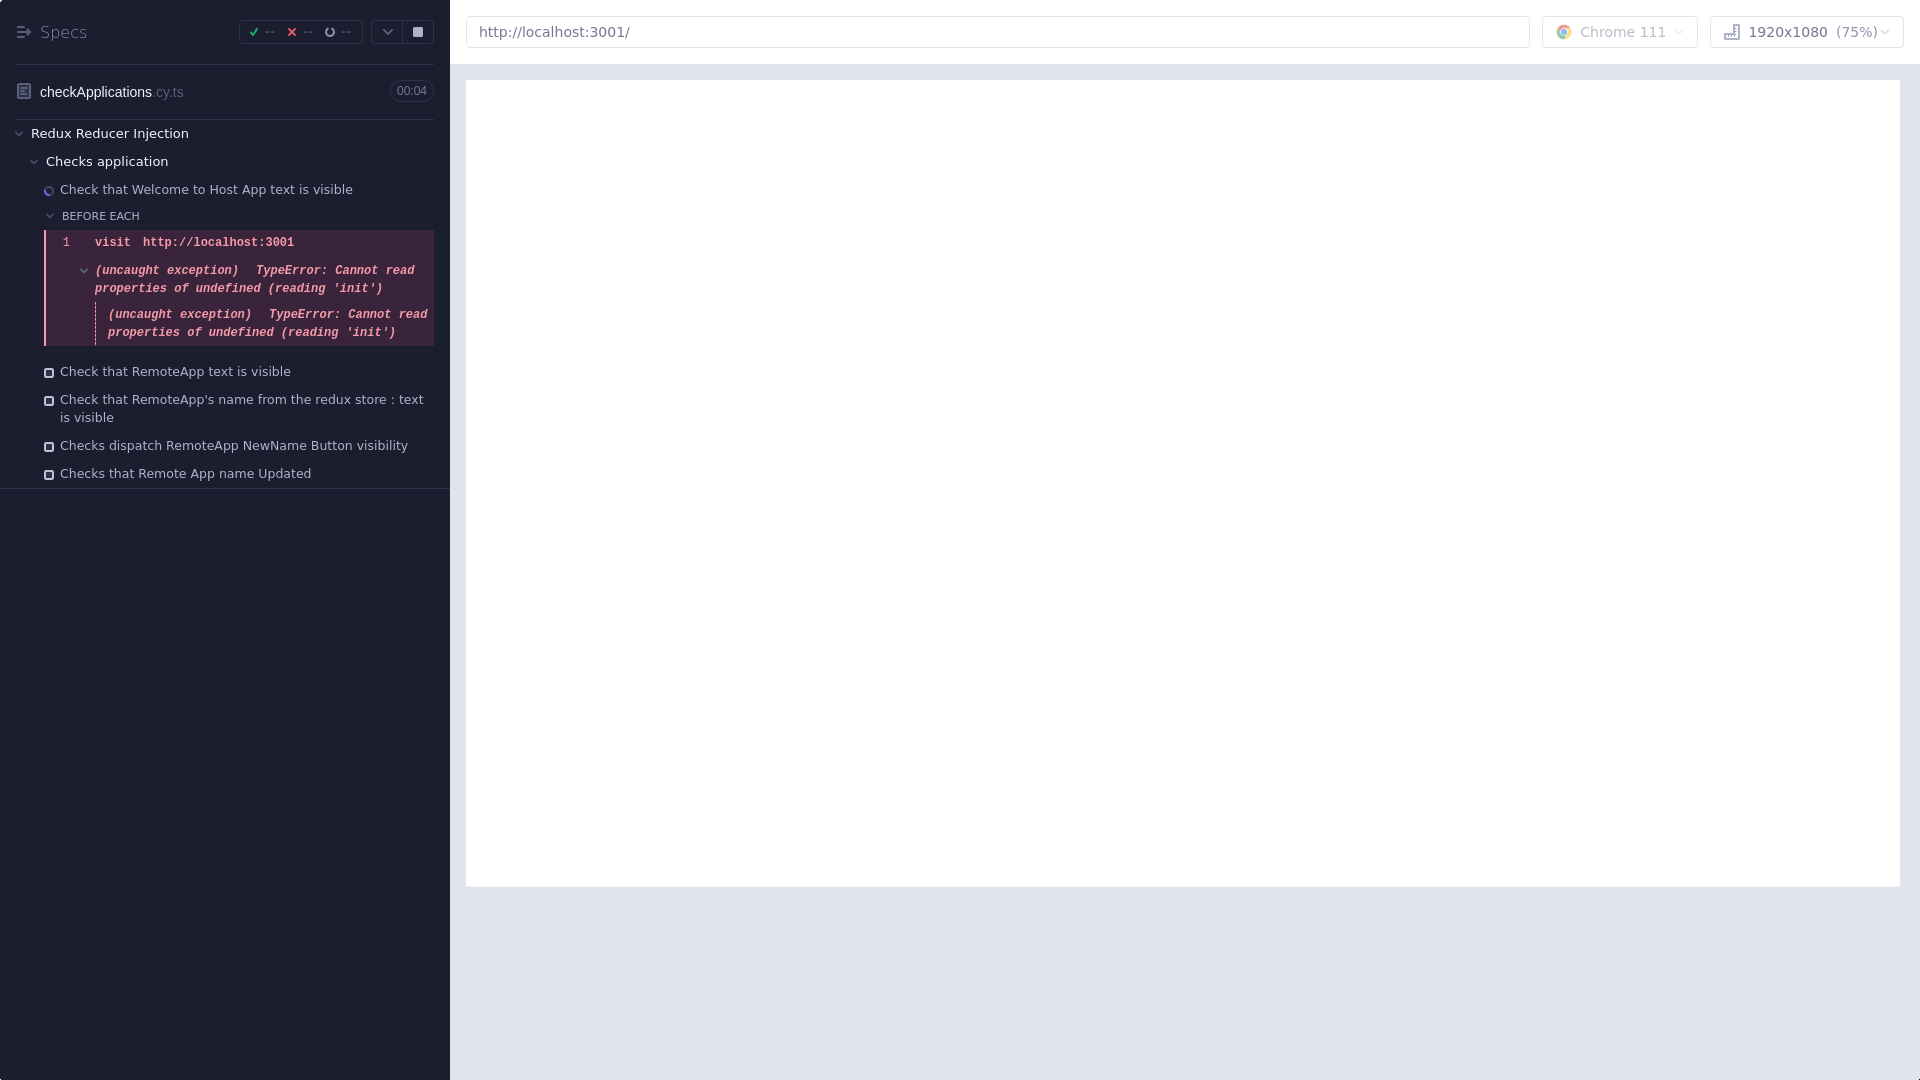 Specs
-- -- --
checkApplications.cy.ts
00:04
Redux Reducer Injection
Checks application
Check that Welcome to Host App text is visible
BEFORE EACH
1 visit http://localhost:3001
(uncaught exception) TypeError: Cannot read
properties of undefined (reading 'init')
(uncaught exception) TypeError: Cannot read
properties of undefined (reading 'init')
Check that RemoteApp text is visible
Check that RemoteApp's name from the redux store : text
is visible
Checks dispatch RemoteApp NewName Button visibility
Checks that Remote App name Updated
http://localhost:3001/
Chrome 111
1920x1080 (75%)